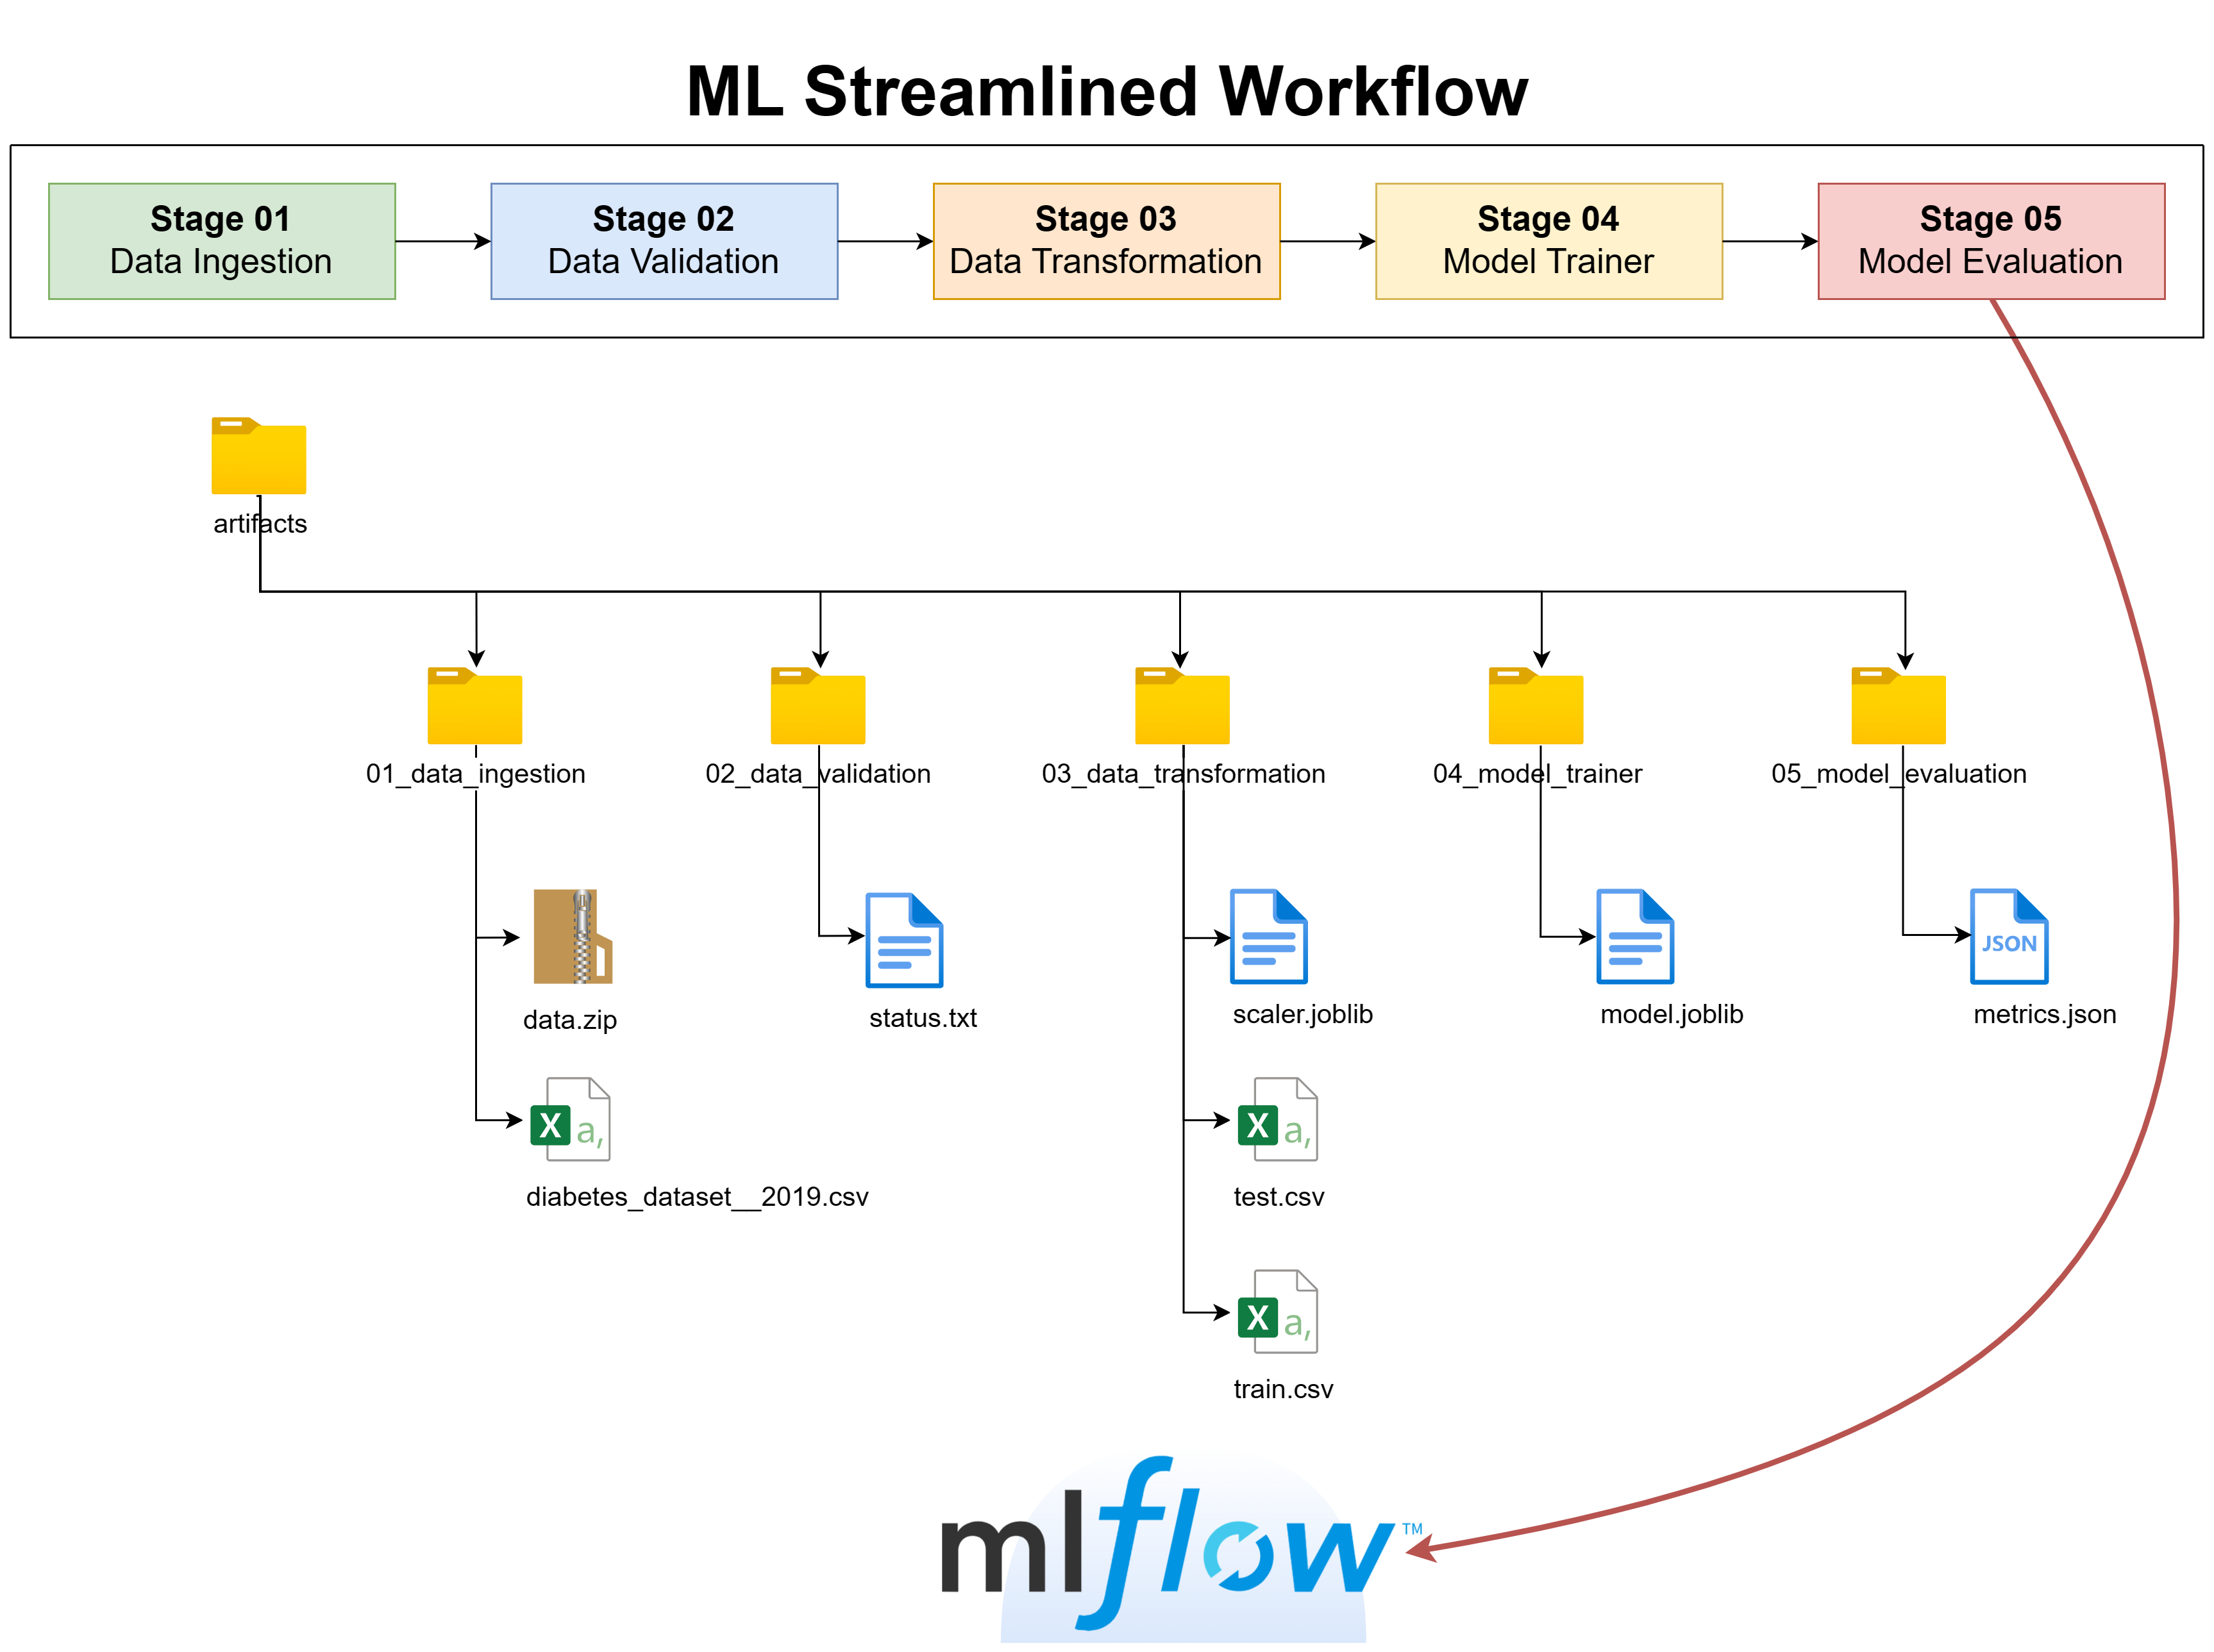 ML Streamlined Workflow
Stage 01
Data Ingestion
Stage 02
Data Validation
Stage 03
Data Transformation
Stage 04
Model Trainer
Stage 05
Model Evaluation
artifacts
01_data_ingestion
02_data_validation
03_data_transformation
04_model_trainer
05_model_evaluation
data.zip
status.txt
scaler.joblib
model.joblib
JSON
metrics.json
X a,
diabetes_dataset__2019.csv
X a,
test.csv
X a,
train.csv
mlflow™